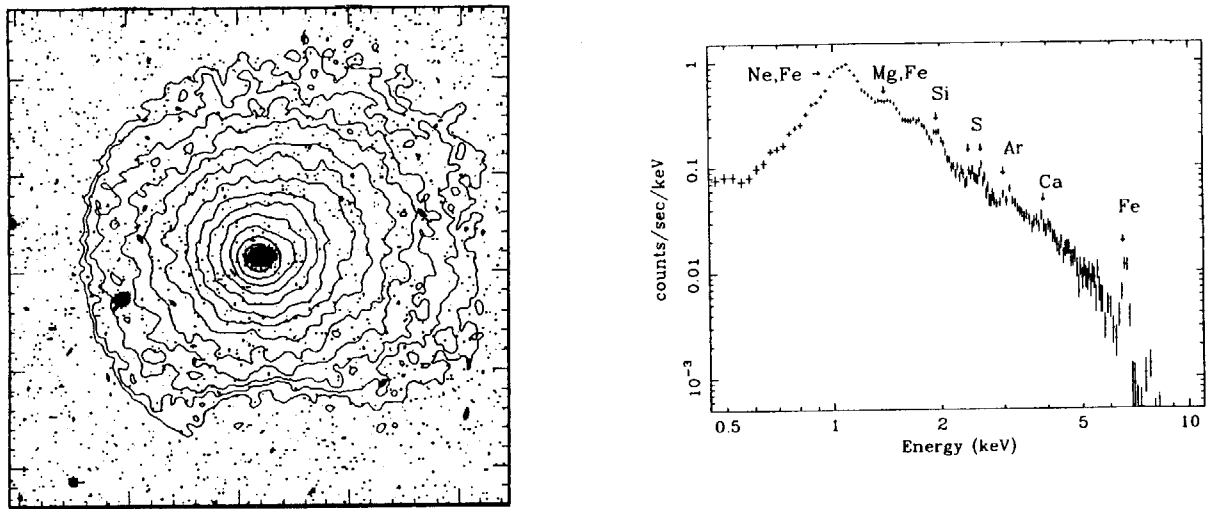 Ne,Fe
Mg,Fe
Si
S
Ar
Ca
Fe
1
0.1
0.01
10⁻³
counts/sec/keV
0.5
1
2
5
10
Energy (keV)